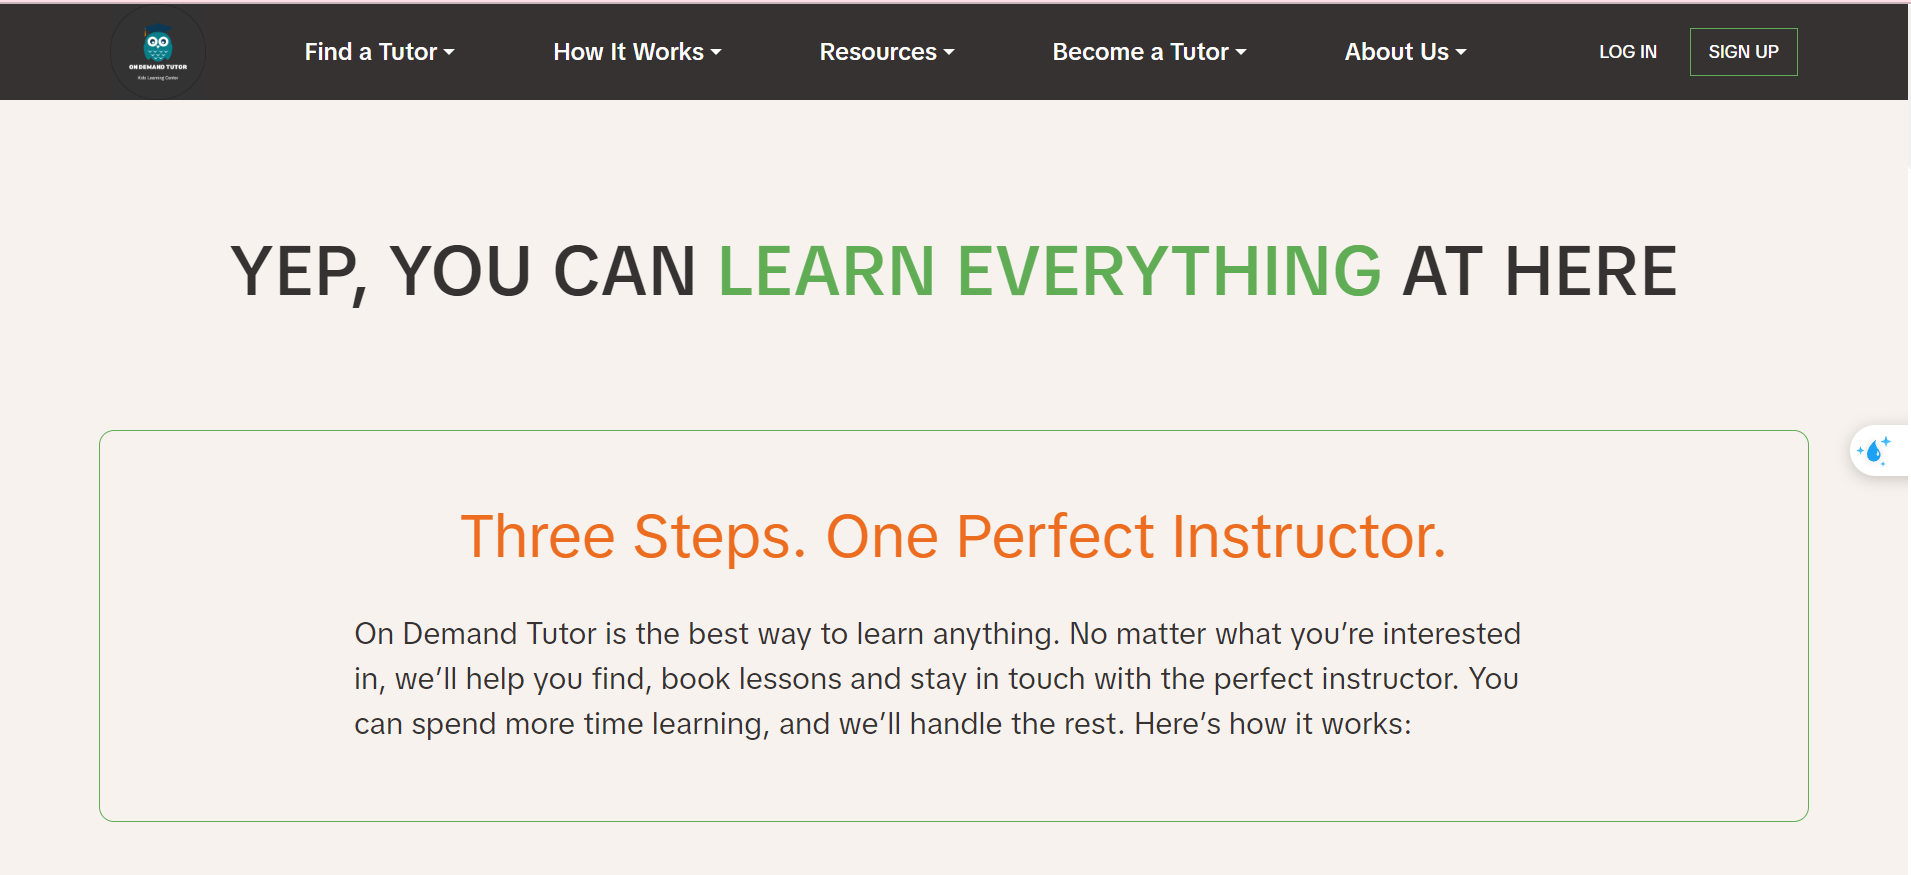 ON DEMAND TUTOR
Kids Learning Center
Find a Tutor
How It Works
Resources
Become a Tutor
About Us
LOG IN
SIGN UP
YEP, YOU CAN LEARN EVERYTHING AT HERE
Three Steps. One Perfect Instructor.
On Demand Tutor is the best way to learn anything. No matter what you’re interested
in, we’ll help you find, book lessons and stay in touch with the perfect instructor. You
can spend more time learning, and we’ll handle the rest. Here’s how it works: